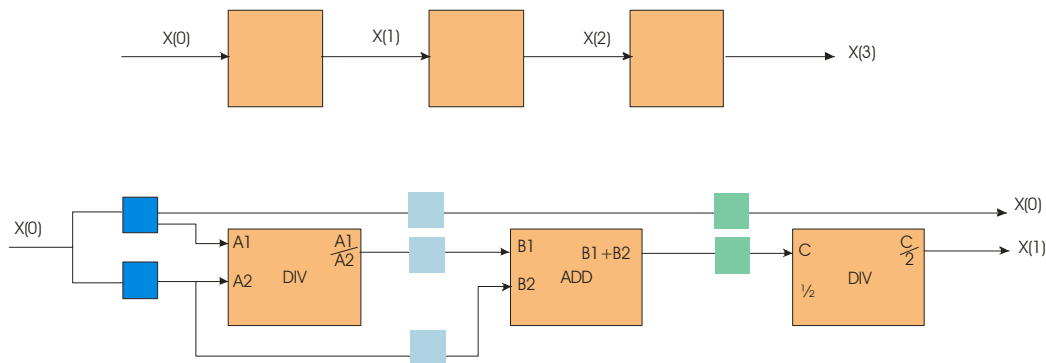 X(0)
X(1)
X(2)
X(3)
X(0)
X(0)
A1
A1
A2
A2
DIV
B1
B1+B2
B2
ADD
C
C
2
½
DIV
X(1)